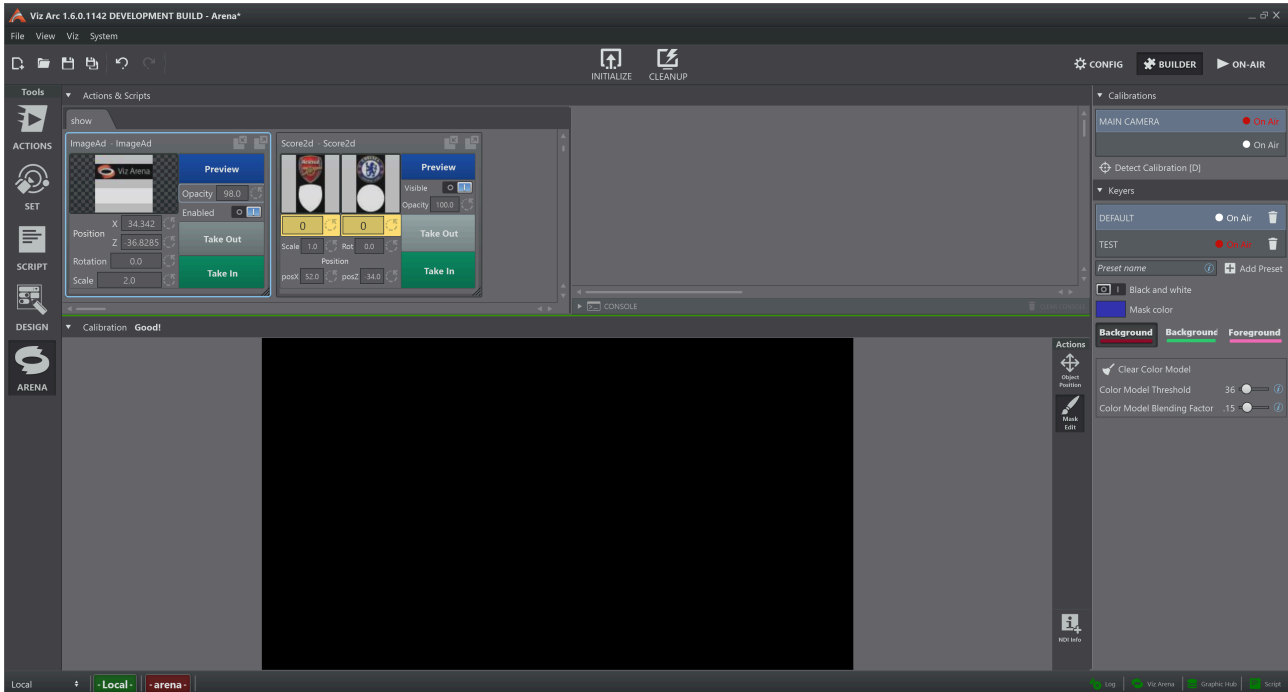 Viz Arc 1.6.0.1142 DEVELOPMENT BUILD - Arena*
File View Viz System
INITIALIZE CLEANUP
CONFIG BUILDER ON-AIR
Tools
ACTIONS
SET
SCRIPT
DESIGN
ARENA
Actions & Scripts
show
ImageAd - ImageAd
Viz Arena
Preview
Opacity 98.0
Enabled
Position X 34.342
Z -36.8285
Rotation 0.0
Scale 2.0
Take Out
Take In
Score2d - Score2d
Arsenal
Preview
Visible
Opacity 100.0
0 0
Scale 1.0 Rot 0.0
Position
posX 52.0 posZ 34.0
Take Out
Take In
CONSOLE
CLEAR CONSOLE
Calibration Good!
Actions
Object
Position
Mask
Edit
NDI Info
Calibrations
MAIN CAMERA On Air
On Air
Detect Calibration [D]
Keyers
DEFAULT On Air
TEST On Air
Preset name Add Preset
Black and white
Mask color
Background Background Foreground
Clear Color Model
Color Model Threshold 36
Color Model Blending Factor .15
Local - Local - - arena -
Log Viz Arena Graphic Hub Script